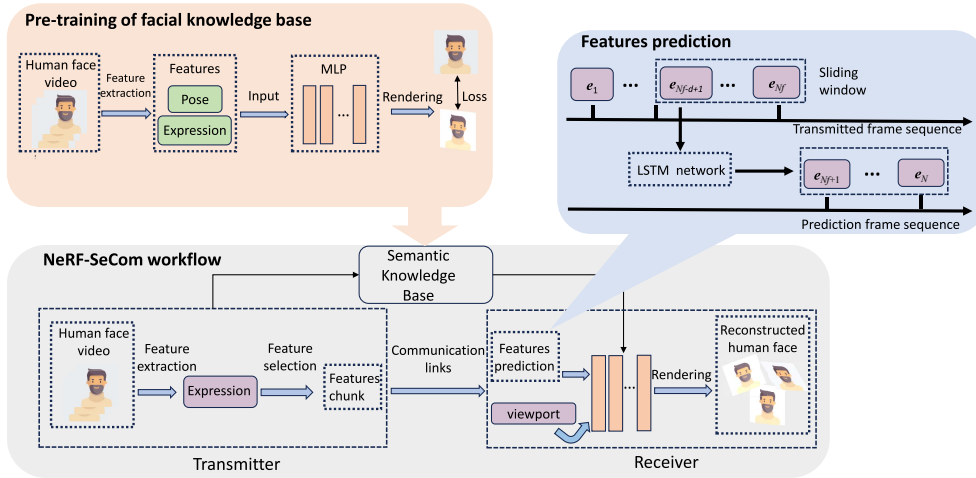 Pre-training of facial knowledge base
Human face
video
Feature
extraction
Features
Pose
Expression
Input
MLP
...
Rendering
Loss
Features prediction
e1 ... eNf-d+1 ... eNf
Sliding
window
Transmitted frame sequence
LSTM network
eNf+1 ... eN
Prediction frame sequence
NeRF-SeCom workflow
Semantic
Knowledge
Base
Human face
video
Feature
extraction
Expression
Feature
selection
Features
chunk
Communication
links
Features
prediction
viewport
...
Rendering
Reconstructed
human face
Transmitter
Receiver